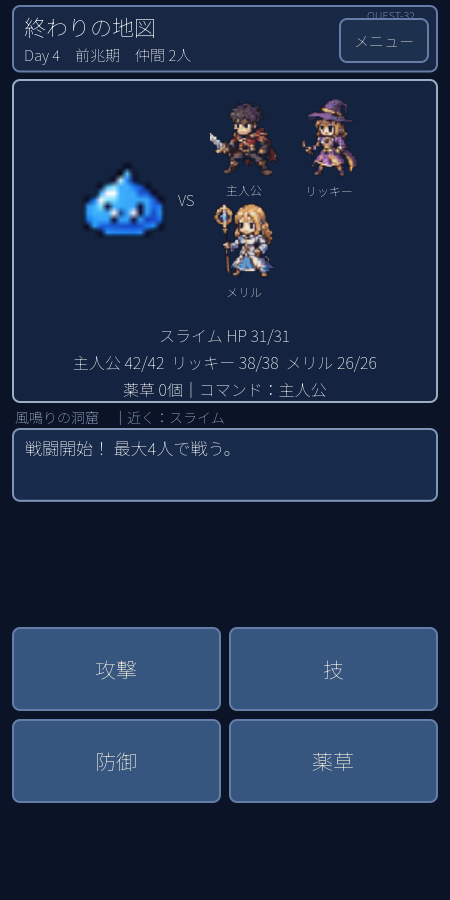 QUEST-32
終わりの地図
メニュー
Day 4　前兆期　仲間 2人
VS
主人公
リッキー
メリル
スライム HP 31/31
主人公 42/42 リッキー 38/38 メリル 26/26
薬草 0個｜コマンド：主人公
風鳴りの洞窟　｜近く：スライム
戦闘開始！ 最大4人で戦う。
攻撃
技
防御
薬草